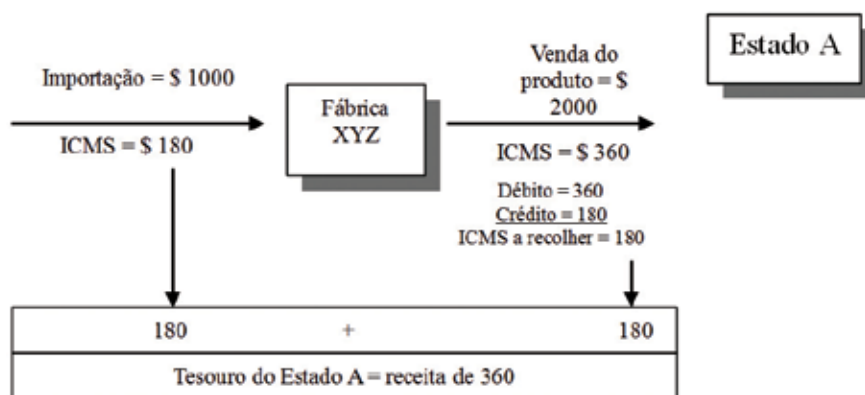 Estado A
Importação = $ 1000
ICMS = $ 180
Fábrica
XYZ
Venda do
produto = $
2000
ICMS = $ 360
Débito = 360
Crédito = 180
ICMS a recolher = 180
180 + 180
Tesouro do Estado A = receita de 360